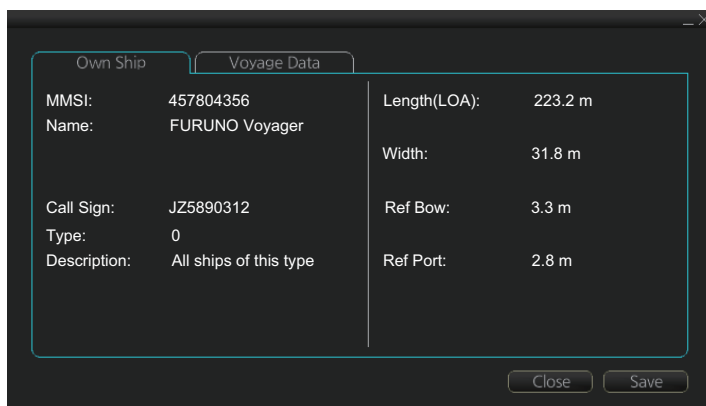 Own Ship
Voyage Data
MMSI: 457804356
Name: FURUNO Voyager
Call Sign: JZ5890312
Type: 0
Description: All ships of this type
Length(LOA): 223.2 m
Width: 31.8 m
Ref Bow: 3.3 m
Ref Port: 2.8 m
Close
Save